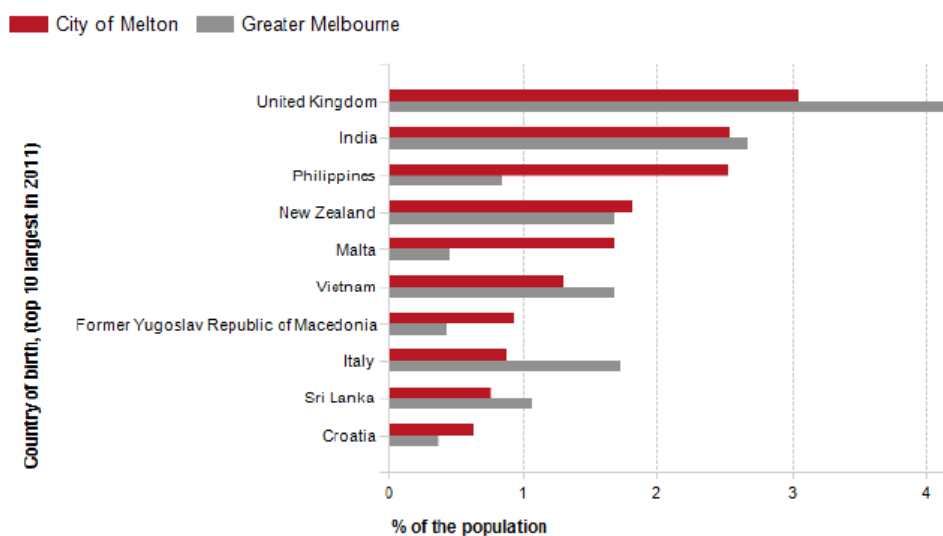 City of Melton Greater Melbourne
Country of birth, (top 10 largest in 2011)
United Kingdom
India
Philippines
New Zealand
Malta
Vietnam
Former Yugoslav Republic of Macedonia
Italy
Sri Lanka
Croatia
0 1 2 3 4
% of the population